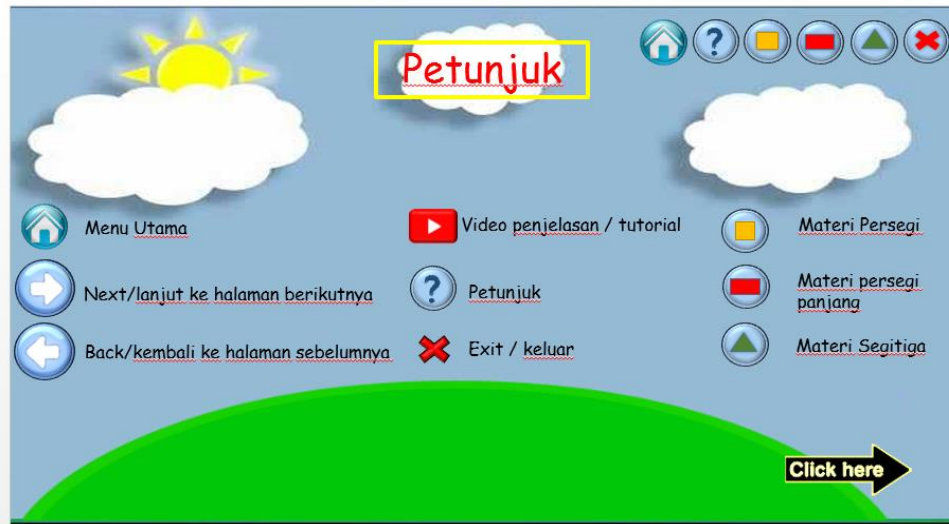 Petunjuk
Menu Utama
Video penjelasan / tutorial
Materi Persegi
Next/lanjut ke halaman berikutnya
?
Petunjuk
Materi persegi
panjang
Back/kembali ke halaman sebelumnya
Exit / keluar
Materi Segitiga
Click here